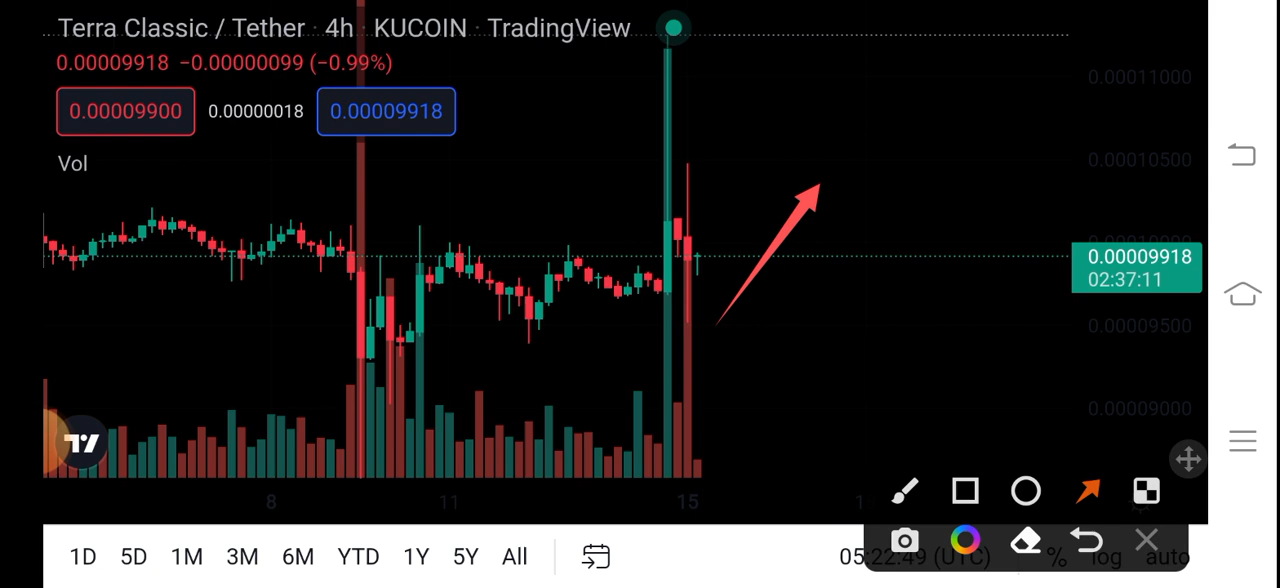 Terra Classic / Tether · 4h · KUCOIN · TradingView
0.00009918 −0.00000099 (−0.99%)
0.00009900 0.00000018 0.00009918
Vol
0.00011000
0.00010500
0.00009918
02:37:11
0.00009500
0.00009000
8 11 15
1D 5D 1M 3M 6M YTD 1Y 5Y All 05:22:49 (UTC) % log auto